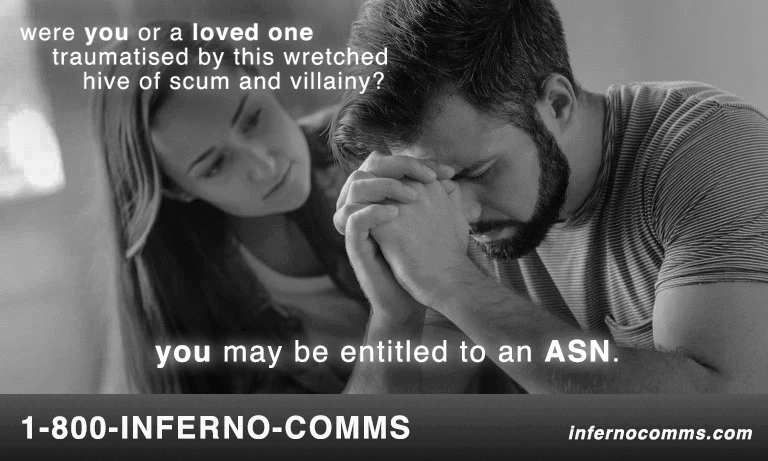 were you or a loved one
traumatised by this wretched
hive of scum and villainy?
you may be entitled to an ASN.
1-800-INFERNO-COMMS
infernocomms.com